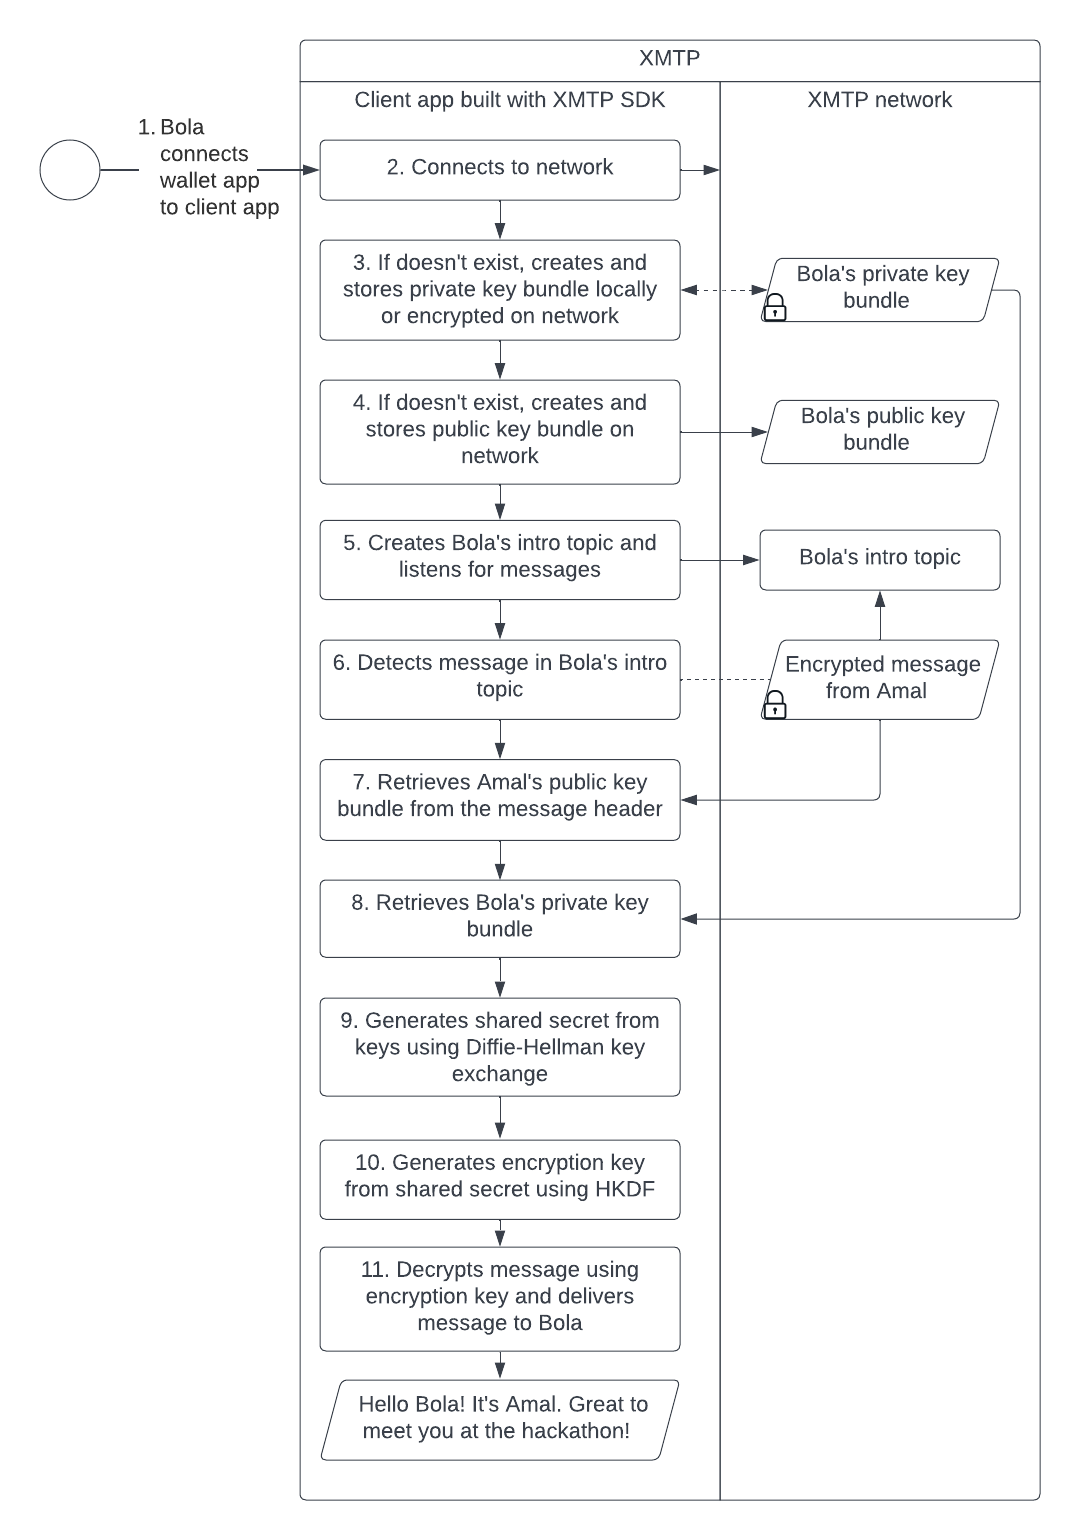 XMTP
Client app built with XMTP SDK
XMTP network
1. Bola
connects
wallet app
to client app
2. Connects to network
3. If doesn't exist, creates and
stores private key bundle locally
or encrypted on network
Bola's private key
bundle
4. If doesn't exist, creates and
stores public key bundle on
network
Bola's public key
bundle
5. Creates Bola's intro topic and
listens for messages
Bola's intro topic
6. Detects message in Bola's intro
topic
Encrypted message
from Amal
7. Retrieves Amal's public key
bundle from the message header
8. Retrieves Bola's private key
bundle
9. Generates shared secret from
keys using Diffie-Hellman key
exchange
10. Generates encryption key
from shared secret using HKDF
11. Decrypts message using
encryption key and delivers
message to Bola
Hello Bola! It's Amal. Great to
meet you at the hackathon!